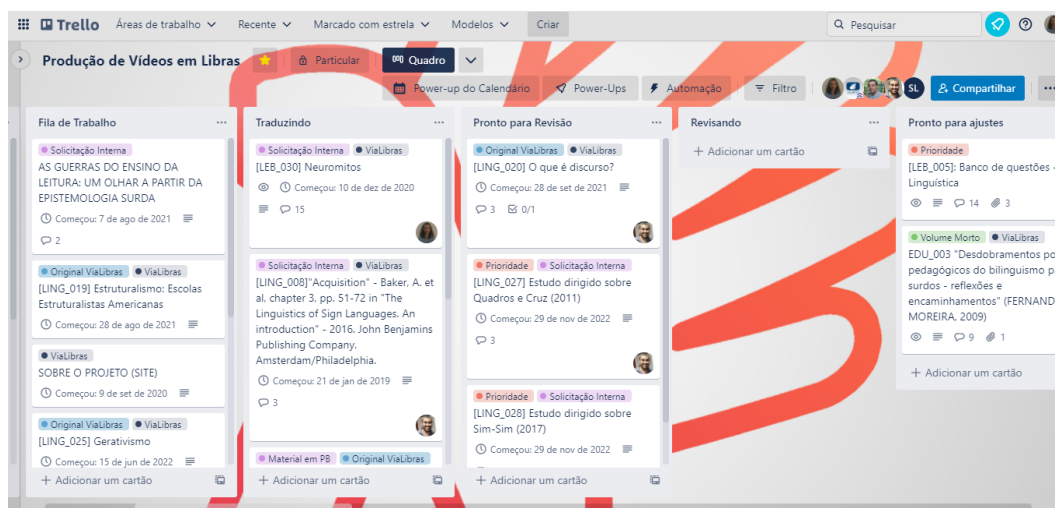 Trello Áreas de trabalho Recente Marcado com estrela Modelos Criar Pesquisar
Produção de Vídeos em Libras Particular Quadro
Power-up do Calendário Power-Ups Automação Filtro SL Compartilhar
Fila de Trabalho
Solicitação Interna
AS GUERRAS DO ENSINO DA
LEITURA: UM OLHAR A PARTIR DA
EPISTEMOLOGIA SURDA
Começou: 7 de ago de 2021
2
Original ViaLibras ViaLibras
[LING_019] Estruturalismo: Escolas
Estruturalistas Americanas
Começou: 28 de ago de 2021
ViaLibras
SOBRE O PROJETO (SITE)
Começou: 9 de set de 2020
Original ViaLibras ViaLibras
[LING_025] Gerativismo
Começou: 15 de jun de 2022
+ Adicionar um cartão
Traduzindo
Solicitação Interna ViaLibras
[LEB_030] Neuromitos
Começou: 10 de dez de 2020
15
Solicitação Interna ViaLibras
[LING_008]"Acquisition" - Baker, A. et
al, chapter 3, pp. 51-72 in "The
Linguistics of Sign Languages. An
introduction" - 2016. John Benjamins
Publishing Company.
Amsterdam/Philadelphia.
Começou: 21 de jan de 2019
3
Material em PB Original ViaLibras
+ Adicionar um cartão
Pronto para Revisão
Original ViaLibras ViaLibras
[LING_020] O que é discurso?
Começou: 28 de set de 2021
3 0/1
Prioridade Solicitação Interna
[LING_027] Estudo dirigido sobre
Quadros e Cruz (2011)
Começou: 29 de nov de 2022
3
Prioridade Solicitação Interna
[LING_028] Estudo dirigido sobre
Sim-Sim (2017)
Começou: 29 de nov de 2022
+ Adicionar um cartão
Revisando
+ Adicionar um cartão
Pronto para ajustes
Prioridade
[LEB_005]: Banco de questões -
Linguística
14 3
Volume Morto ViaLibras
EDU_003 "Desdobramentos po
pedagógicos do bilinguismo p
surdos - reflexões e
encaminhamentos" (FERNAND
MOREIRA, 2009)
9 1
+ Adicionar um cartão